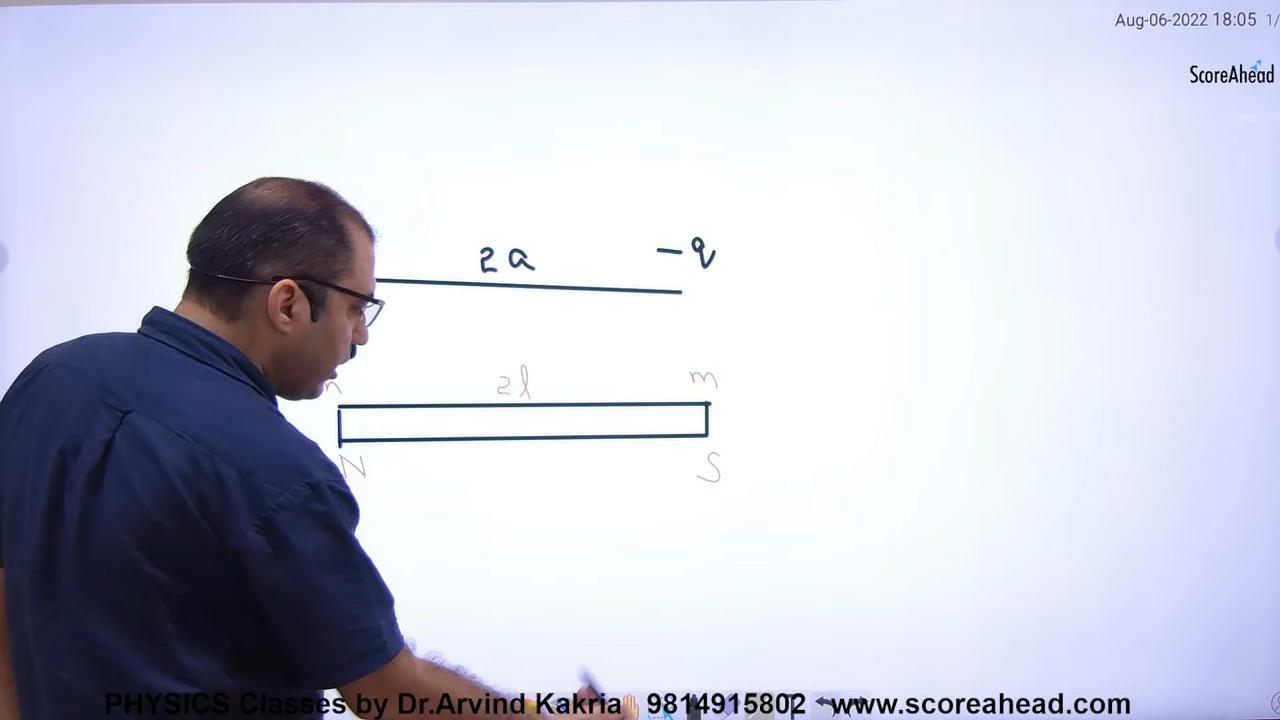 Aug-06-2022 18:05 1/
ScoreAhead
2a -q
2l m
N S
PHYSICS Classes by Dr.Arvind Kakria 9814915802 www.scoreahead.com